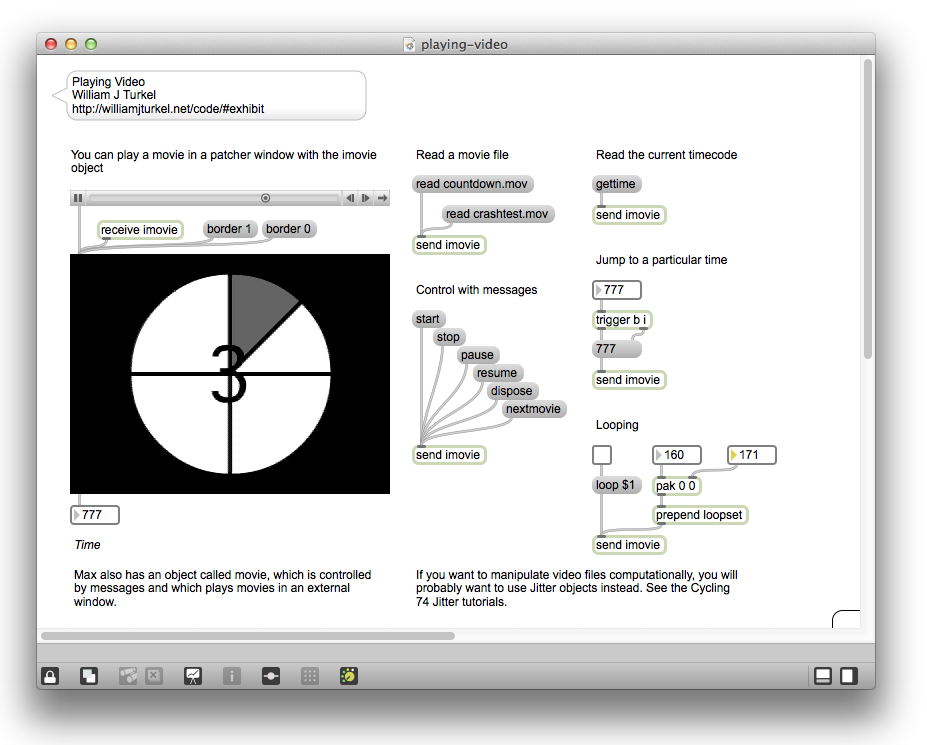 playing-video
Playing Video
William J Turkel
http://williamjturkel.net/code/#exhibit
You can play a movie in a patcher window with the imovie
object
receive imovie
border 1
border 0
3
777
Time
Max also has an object called movie, which is controlled
by messages and which plays movies in an external
window.
Read a movie file
read countdown.mov
read crashtest.mov
send imovie
Control with messages
start
stop
pause
resume
dispose
nextmovie
send imovie
If you want to manipulate video files computationally, you will
probably want to use Jitter objects instead. See the Cycling
74 Jitter tutorials.
Read the current timecode
gettime
send imovie
Jump to a particular time
777
trigger b i
777
send imovie
Looping
160
171
loop $1
pak 0 0
prepend loopset
send imovie